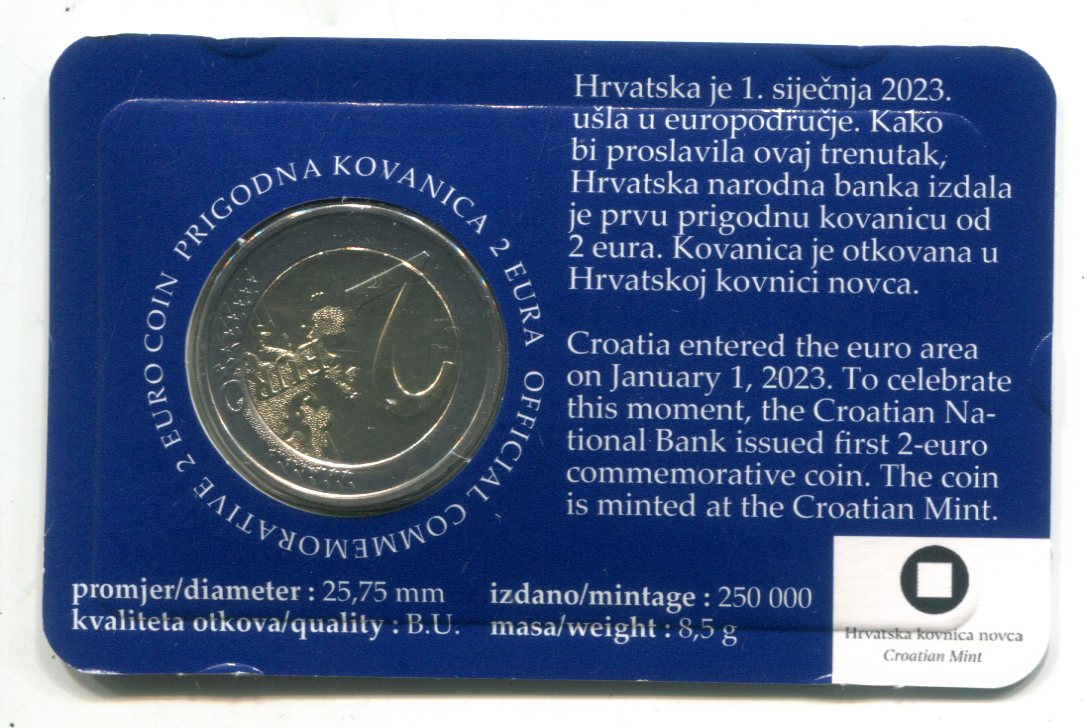 PRIGODNA KOVANICA 2 EURA OFFICIAL COMMEMORATIVE 2 EURO COIN
Hrvatska je 1. siječnja 2023.
ušla u europodručje. Kako
bi proslavila ovaj trenutak,
Hrvatska narodna banka izdala
je prvu prigodnu kovanicu od
2 eura. Kovanica je otkovana u
Hrvatskoj kovnici novca.
Croatia entered the euro area
on January 1, 2023. To celebrate
this moment, the Croatian Na-
tional Bank issued first 2-euro
commemorative coin. The coin
is minted at the Croatian Mint.
2 EURO
promjer/diameter : 25,75 mm
kvaliteta otkova/quality : B.U.
izdano/mintage : 250 000
masa/weight : 8,5 g
Hrvatska kovnica novca
Croatian Mint